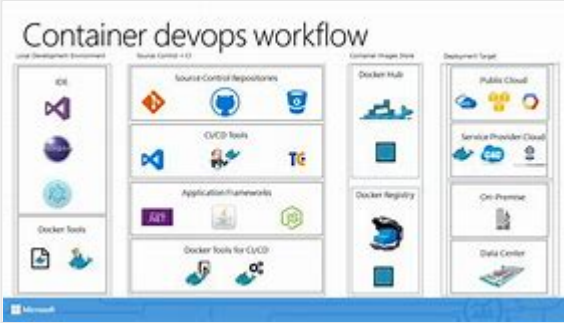 Container devops workflow
Local Development Environment
Source Control + CI
Container Images Store
Deployment Target
IDE
Docker Tools
Source Control Repositories
CI/CD Tools
TC
Application Frameworks
.NET
Docker Tools for CI/CD
Docker Hub
Docker Registry
Public Cloud
Service Provider Cloud
On-Premise
Data Center
Microsoft